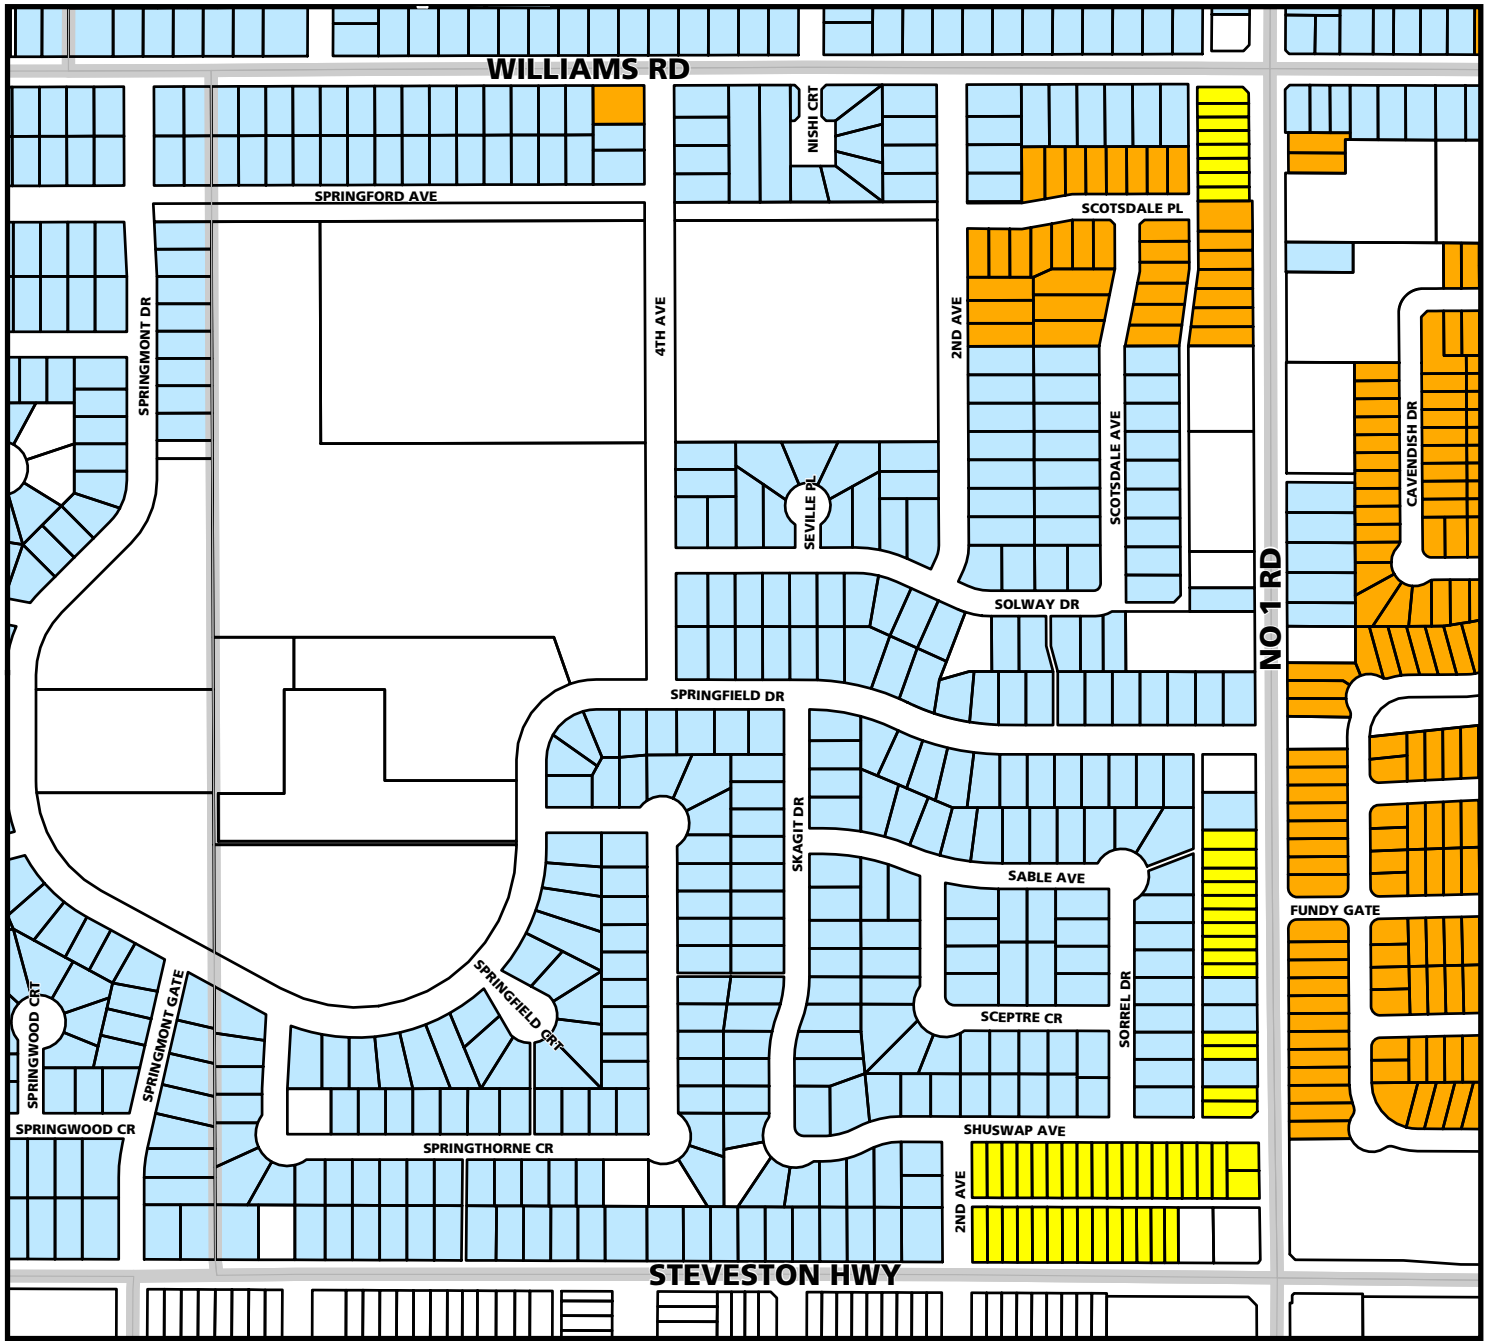 WILLIAMS RD
NISHI CRT
SPRINGFORD AVE
SCOTSDALE PL
SPRINGMONT DR
4TH AVE
2ND AVE
SCOTSDALE AVE
CAVENDISH DR
SEVILLE PL
NO 1 RD
SOLWAY DR
SPRINGFIELD DR
SKAGIT DR
SABLE AVE
FUNDY GATE
SPRINGWOOD CRT
SPRINGMONT GATE
SPRINGFIELD CRT
SCEPTRE CR
SORREL DR
SPRINGWOOD CR
SHUSWAP AVE
SPRINGTHORNE CR
2ND AVE
STEVESTON HWY